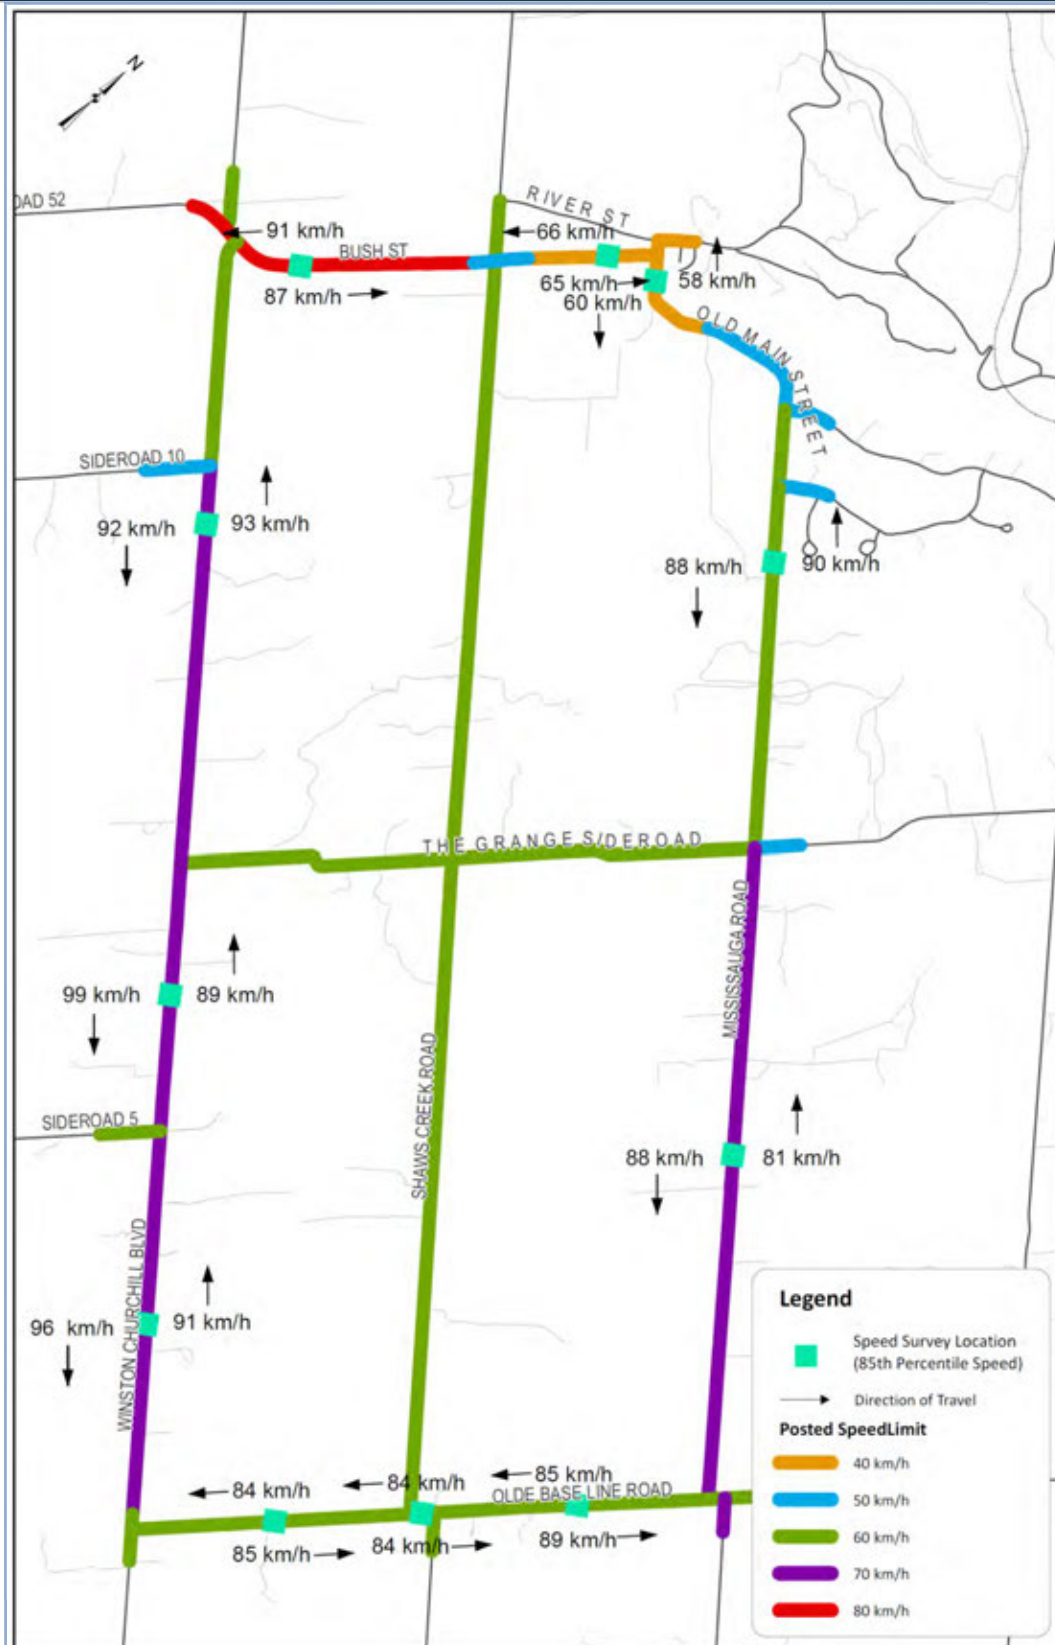 N
OAD 52
RIVER ST
91 km/h
66 km/h
BUSH ST
58 km/h
65 km/h
87 km/h
60 km/h
OLD MAIN STREET
SIDEROAD 10
92 km/h
93 km/h
88 km/h
90 km/h
THE GRANGE SIDEROAD
MISSISSAUGA ROAD
99 km/h
89 km/h
SHAWS CREEK ROAD
SIDEROAD 5
88 km/h
81 km/h
WINSTON CHURCHILL BLVD
96 km/h
91 km/h
84 km/h
84 km/h
85 km/h
OLDE BASE LINE ROAD
85 km/h
84 km/h
89 km/h
Legend
Speed Survey Location
(85th Percentile Speed)
Direction of Travel
Posted SpeedLimit
40 km/h
50 km/h
60 km/h
70 km/h
80 km/h